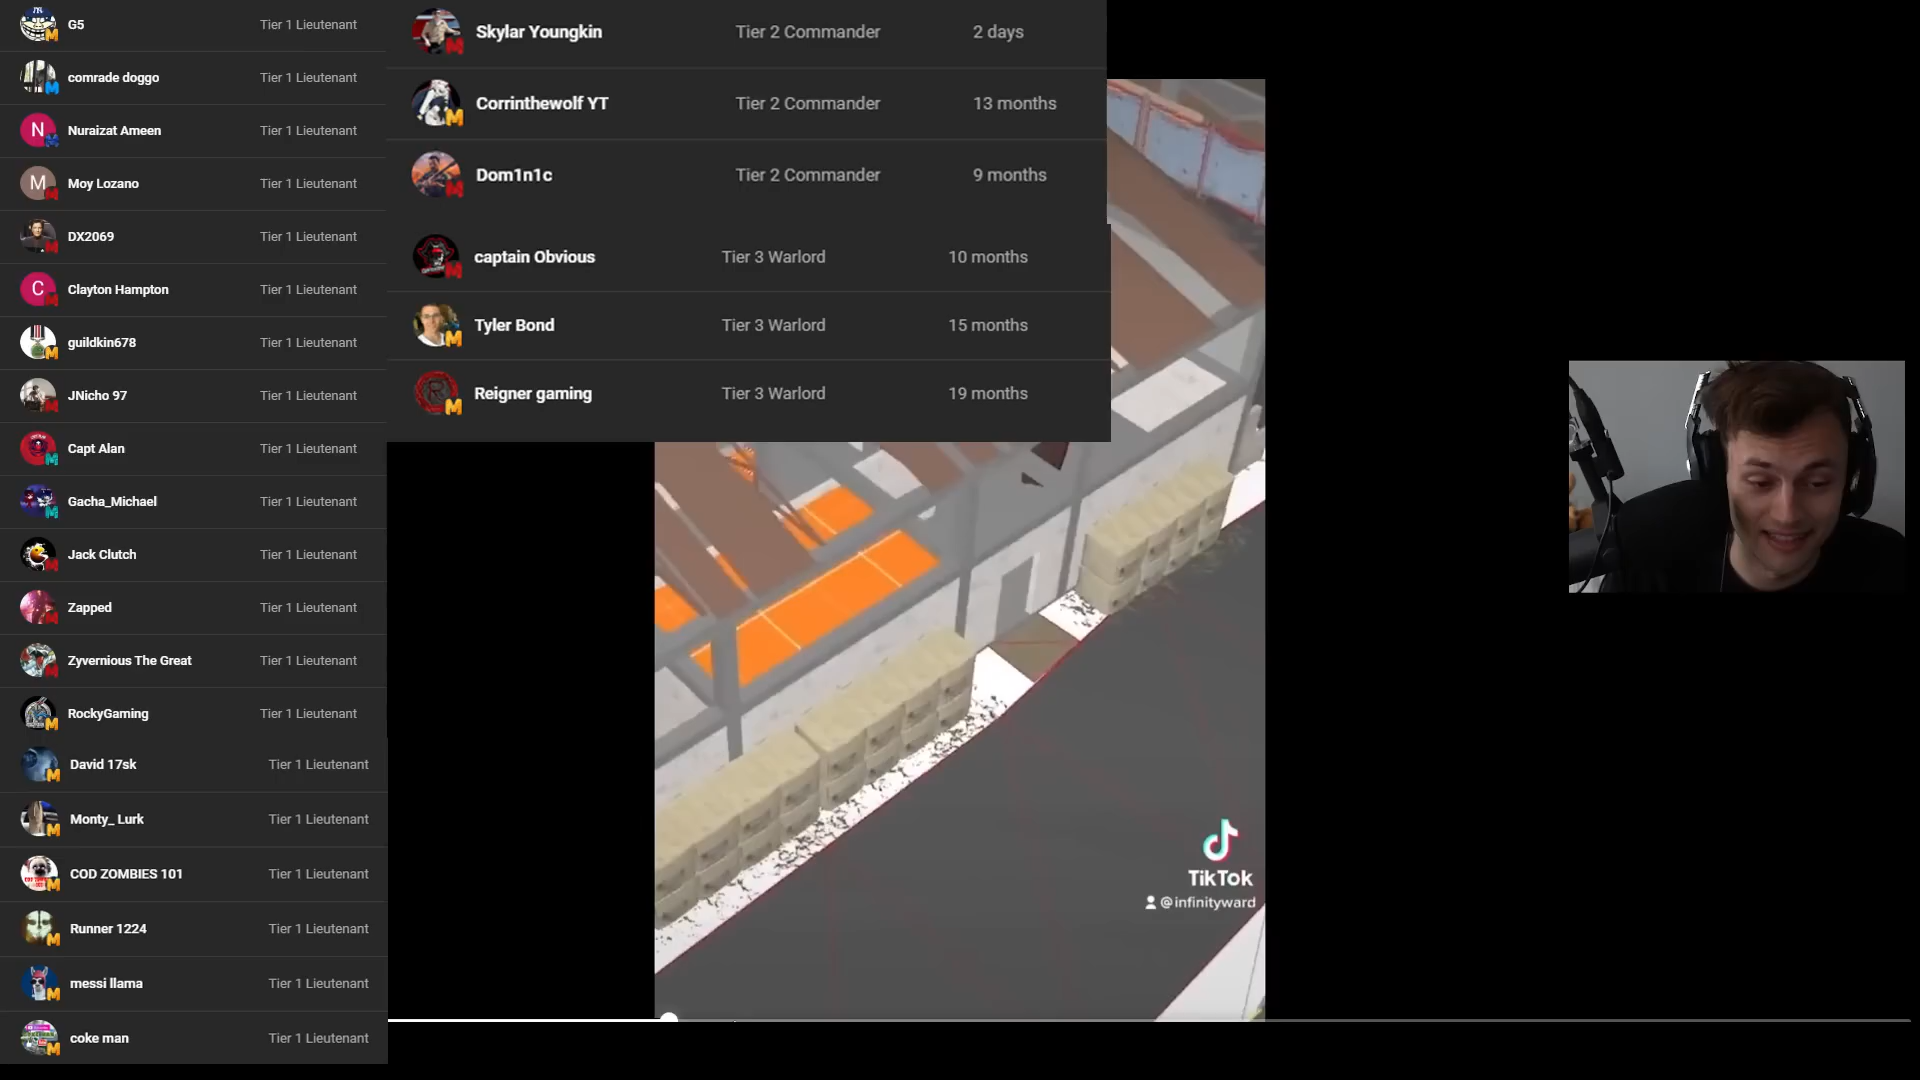 G5 Tier 1 Lieutenant
comrade doggo Tier 1 Lieutenant
N Nuraizat Ameen Tier 1 Lieutenant
M Moy Lozano Tier 1 Lieutenant
DX2069 Tier 1 Lieutenant
C Clayton Hampton Tier 1 Lieutenant
guildkin678 Tier 1 Lieutenant
JNicho 97 Tier 1 Lieutenant
Capt Alan Tier 1 Lieutenant
Gacha_Michael Tier 1 Lieutenant
Jack Clutch Tier 1 Lieutenant
Zapped Tier 1 Lieutenant
Zyvernious The Great Tier 1 Lieutenant
RockyGaming Tier 1 Lieutenant
David 17sk Tier 1 Lieutenant
Monty_ Lurk Tier 1 Lieutenant
COD ZOMBIES 101 Tier 1 Lieutenant
Runner 1224 Tier 1 Lieutenant
messi llama Tier 1 Lieutenant
coke man Tier 1 Lieutenant
Skylar Youngkin Tier 2 Commander 2 days
Corrinthewolf YT Tier 2 Commander 13 months
Dom1n1c Tier 2 Commander 9 months
captain Obvious Tier 3 Warlord 10 months
Tyler Bond Tier 3 Warlord 15 months
Reigner gaming Tier 3 Warlord 19 months
TikTok
@infinityward